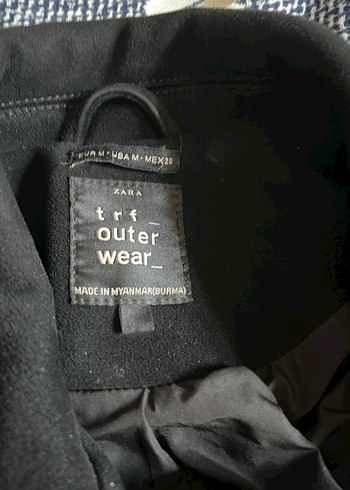 EUR M · USA M · MEX 28
ZARA
trf_
outer
wear_
MADE IN MYANMAR(BURMA)